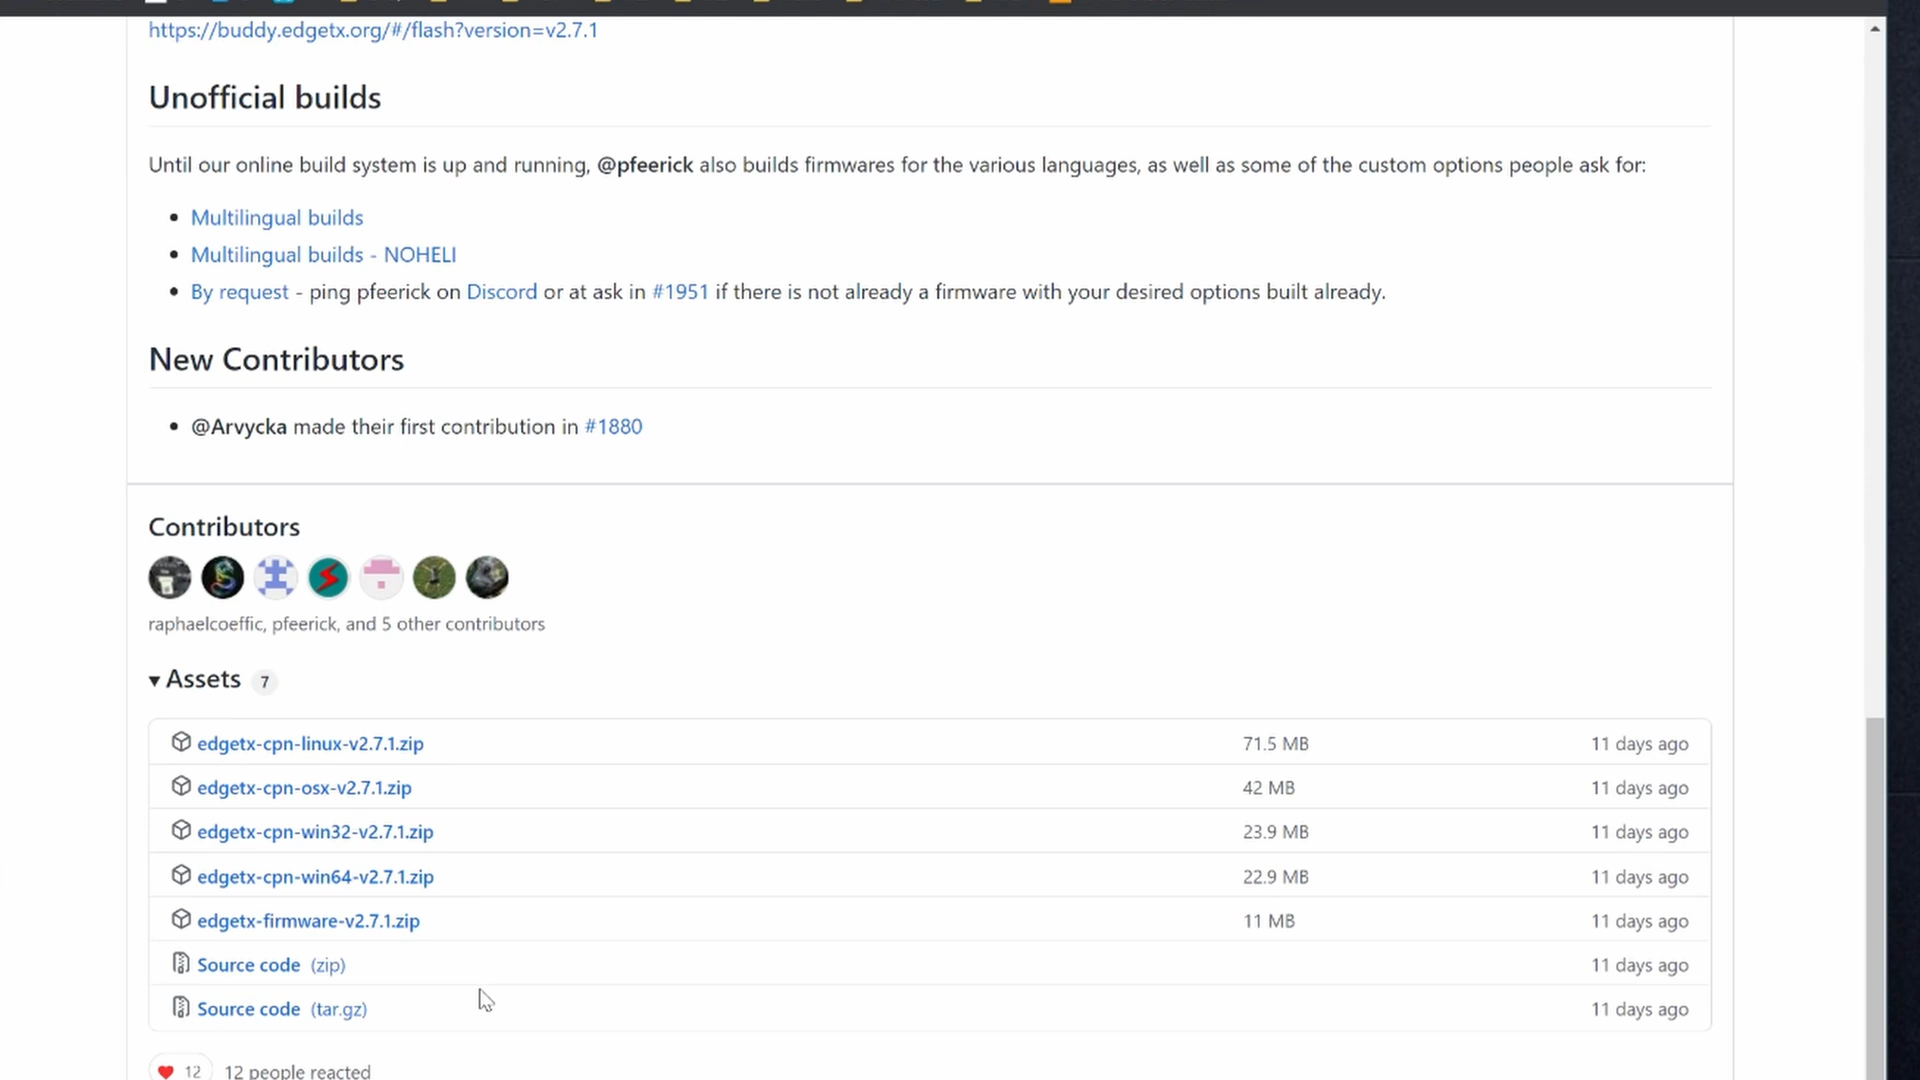 https://buddy.edgetx.org/#/flash?version=v2.7.1
Unofficial builds
Until our online build system is up and running, @pfeerick also builds firmwares for the various languages, as well as some of the custom options people ask for:
• Multilingual builds
• Multilingual builds - NOHELI
• By request - ping pfeerick on Discord or at ask in #1951 if there is not already a firmware with your desired options built already.
New Contributors
• @Arvycka made their first contribution in #1880
Contributors
raphaelcoeffic, pfeerick, and 5 other contributors
Assets 7
edgetx-cpn-linux-v2.7.1.zip 71.5 MB 11 days ago
edgetx-cpn-osx-v2.7.1.zip 42 MB 11 days ago
edgetx-cpn-win32-v2.7.1.zip 23.9 MB 11 days ago
edgetx-cpn-win64-v2.7.1.zip 22.9 MB 11 days ago
edgetx-firmware-v2.7.1.zip 11 MB 11 days ago
Source code (zip) 11 days ago
Source code (tar.gz) 11 days ago
12 12 people reacted